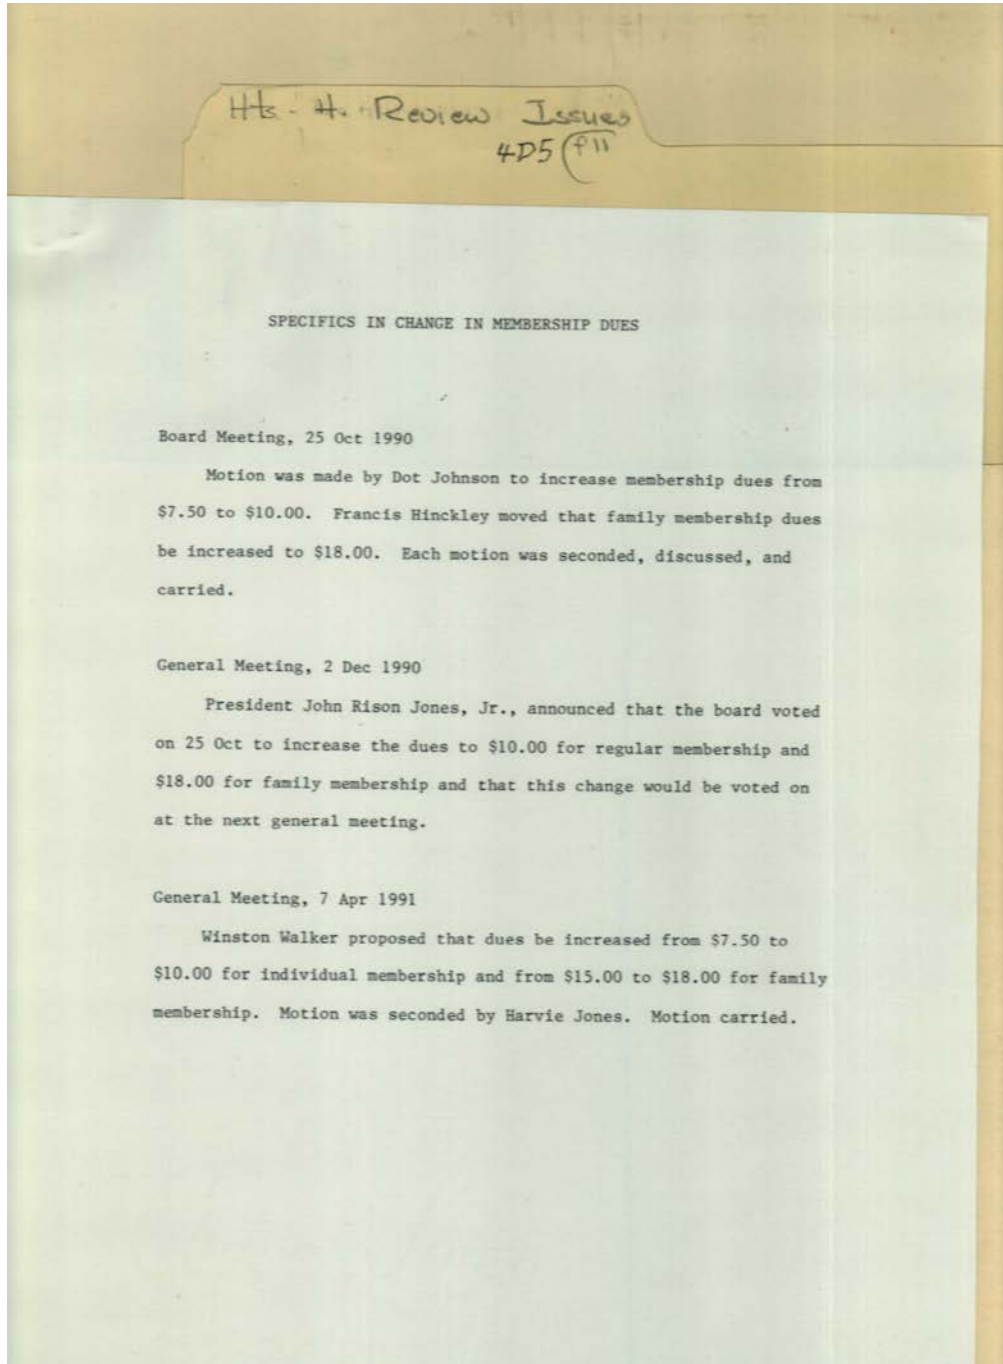 Hts - H. Review Issues
4D5 f11
SPECIFICS IN CHANGE IN MEMBERSHIP DUES
Board Meeting, 25 Oct 1990
Motion was made by Dot Johnson to increase membership dues from
$7.50 to $10.00. Francis Hinckley moved that family membership dues
be increased to $18.00. Each motion was seconded, discussed, and
carried.
General Meeting, 2 Dec 1990
President John Rison Jones, Jr., announced that the board voted
on 25 Oct to increase the dues to $10.00 for regular membership and
$18.00 for family membership and that this change would be voted on
at the next general meeting.
General Meeting, 7 Apr 1991
Winston Walker proposed that dues be increased from $7.50 to
$10.00 for individual membership and from $15.00 to $18.00 for family
membership. Motion was seconded by Harvie Jones. Motion carried.